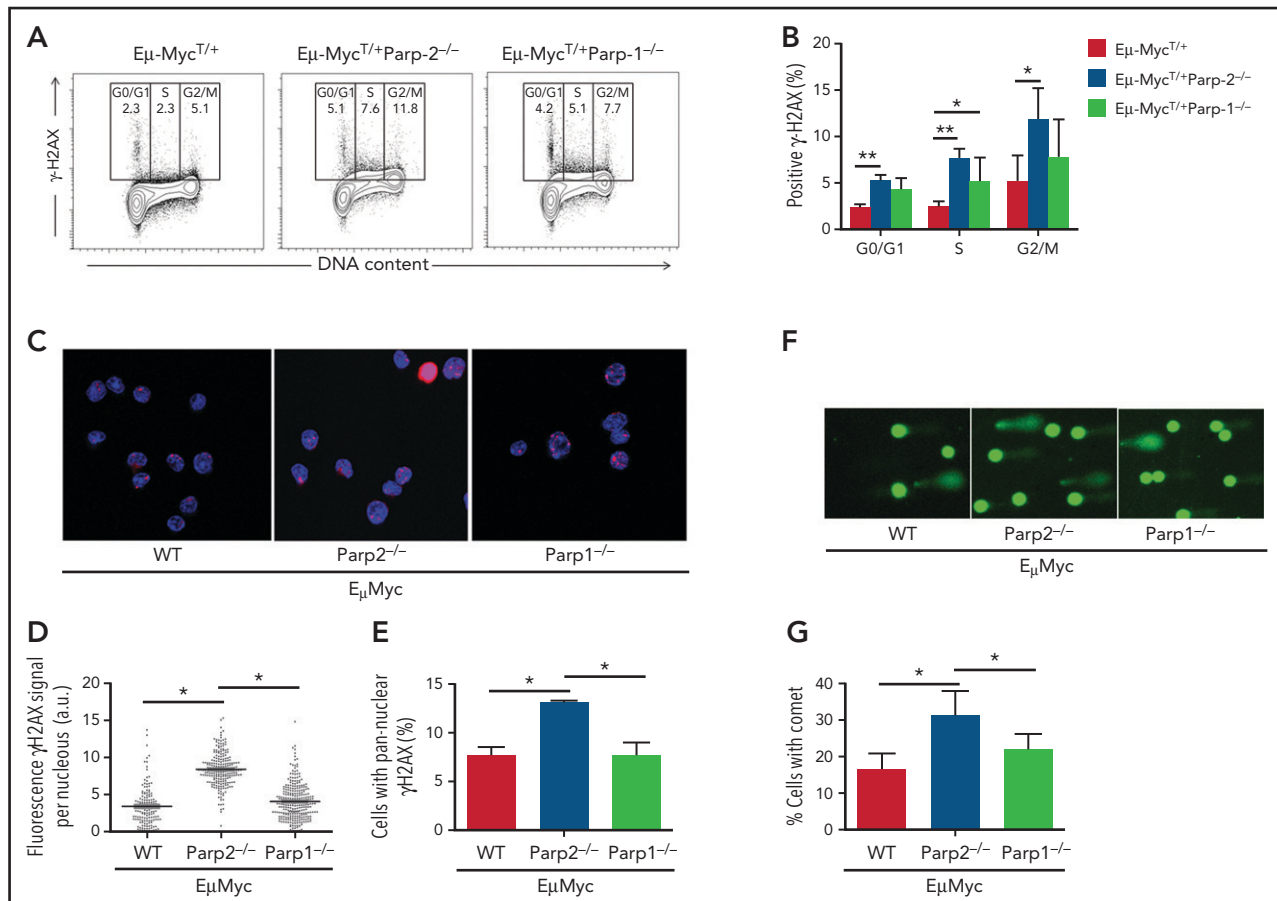 A
Eμ-MycT/+
Eμ-MycT/+Parp-2–/–
Eμ-MycT/+Parp-1–/–
γ-H2AX
G0/G1 S G2/M
2.3 2.3 5.1
G0/G1 S G2/M
5.1 7.6 11.8
G0/G1 S G2/M
4.2 5.1 7.7
DNA content
B
Positive γ-H2AX (%)
20
15
10
5
0
** ** * *
G0/G1 S G2/M
Eμ-MycT/+
Eμ-MycT/+Parp-2–/–
Eμ-MycT/+Parp-1–/–
C
WT Parp2–/– Parp1–/–
EμMyc
F
WT Parp2–/– Parp1–/–
EμMyc
D
Fluorescence γH2AX signal
per nucleous (a.u.)
20
15
10
5
0
* *
WT Parp2–/– Parp1–/–
EμMyc
E
Cells with pan-nuclear
γH2AX (%)
15
10
5
0
* *
WT Parp2–/– Parp1–/–
EμMyc
G
% Cells with comet
40
30
20
10
0
* *
WT Parp2–/– Parp1–/–
EμMyc